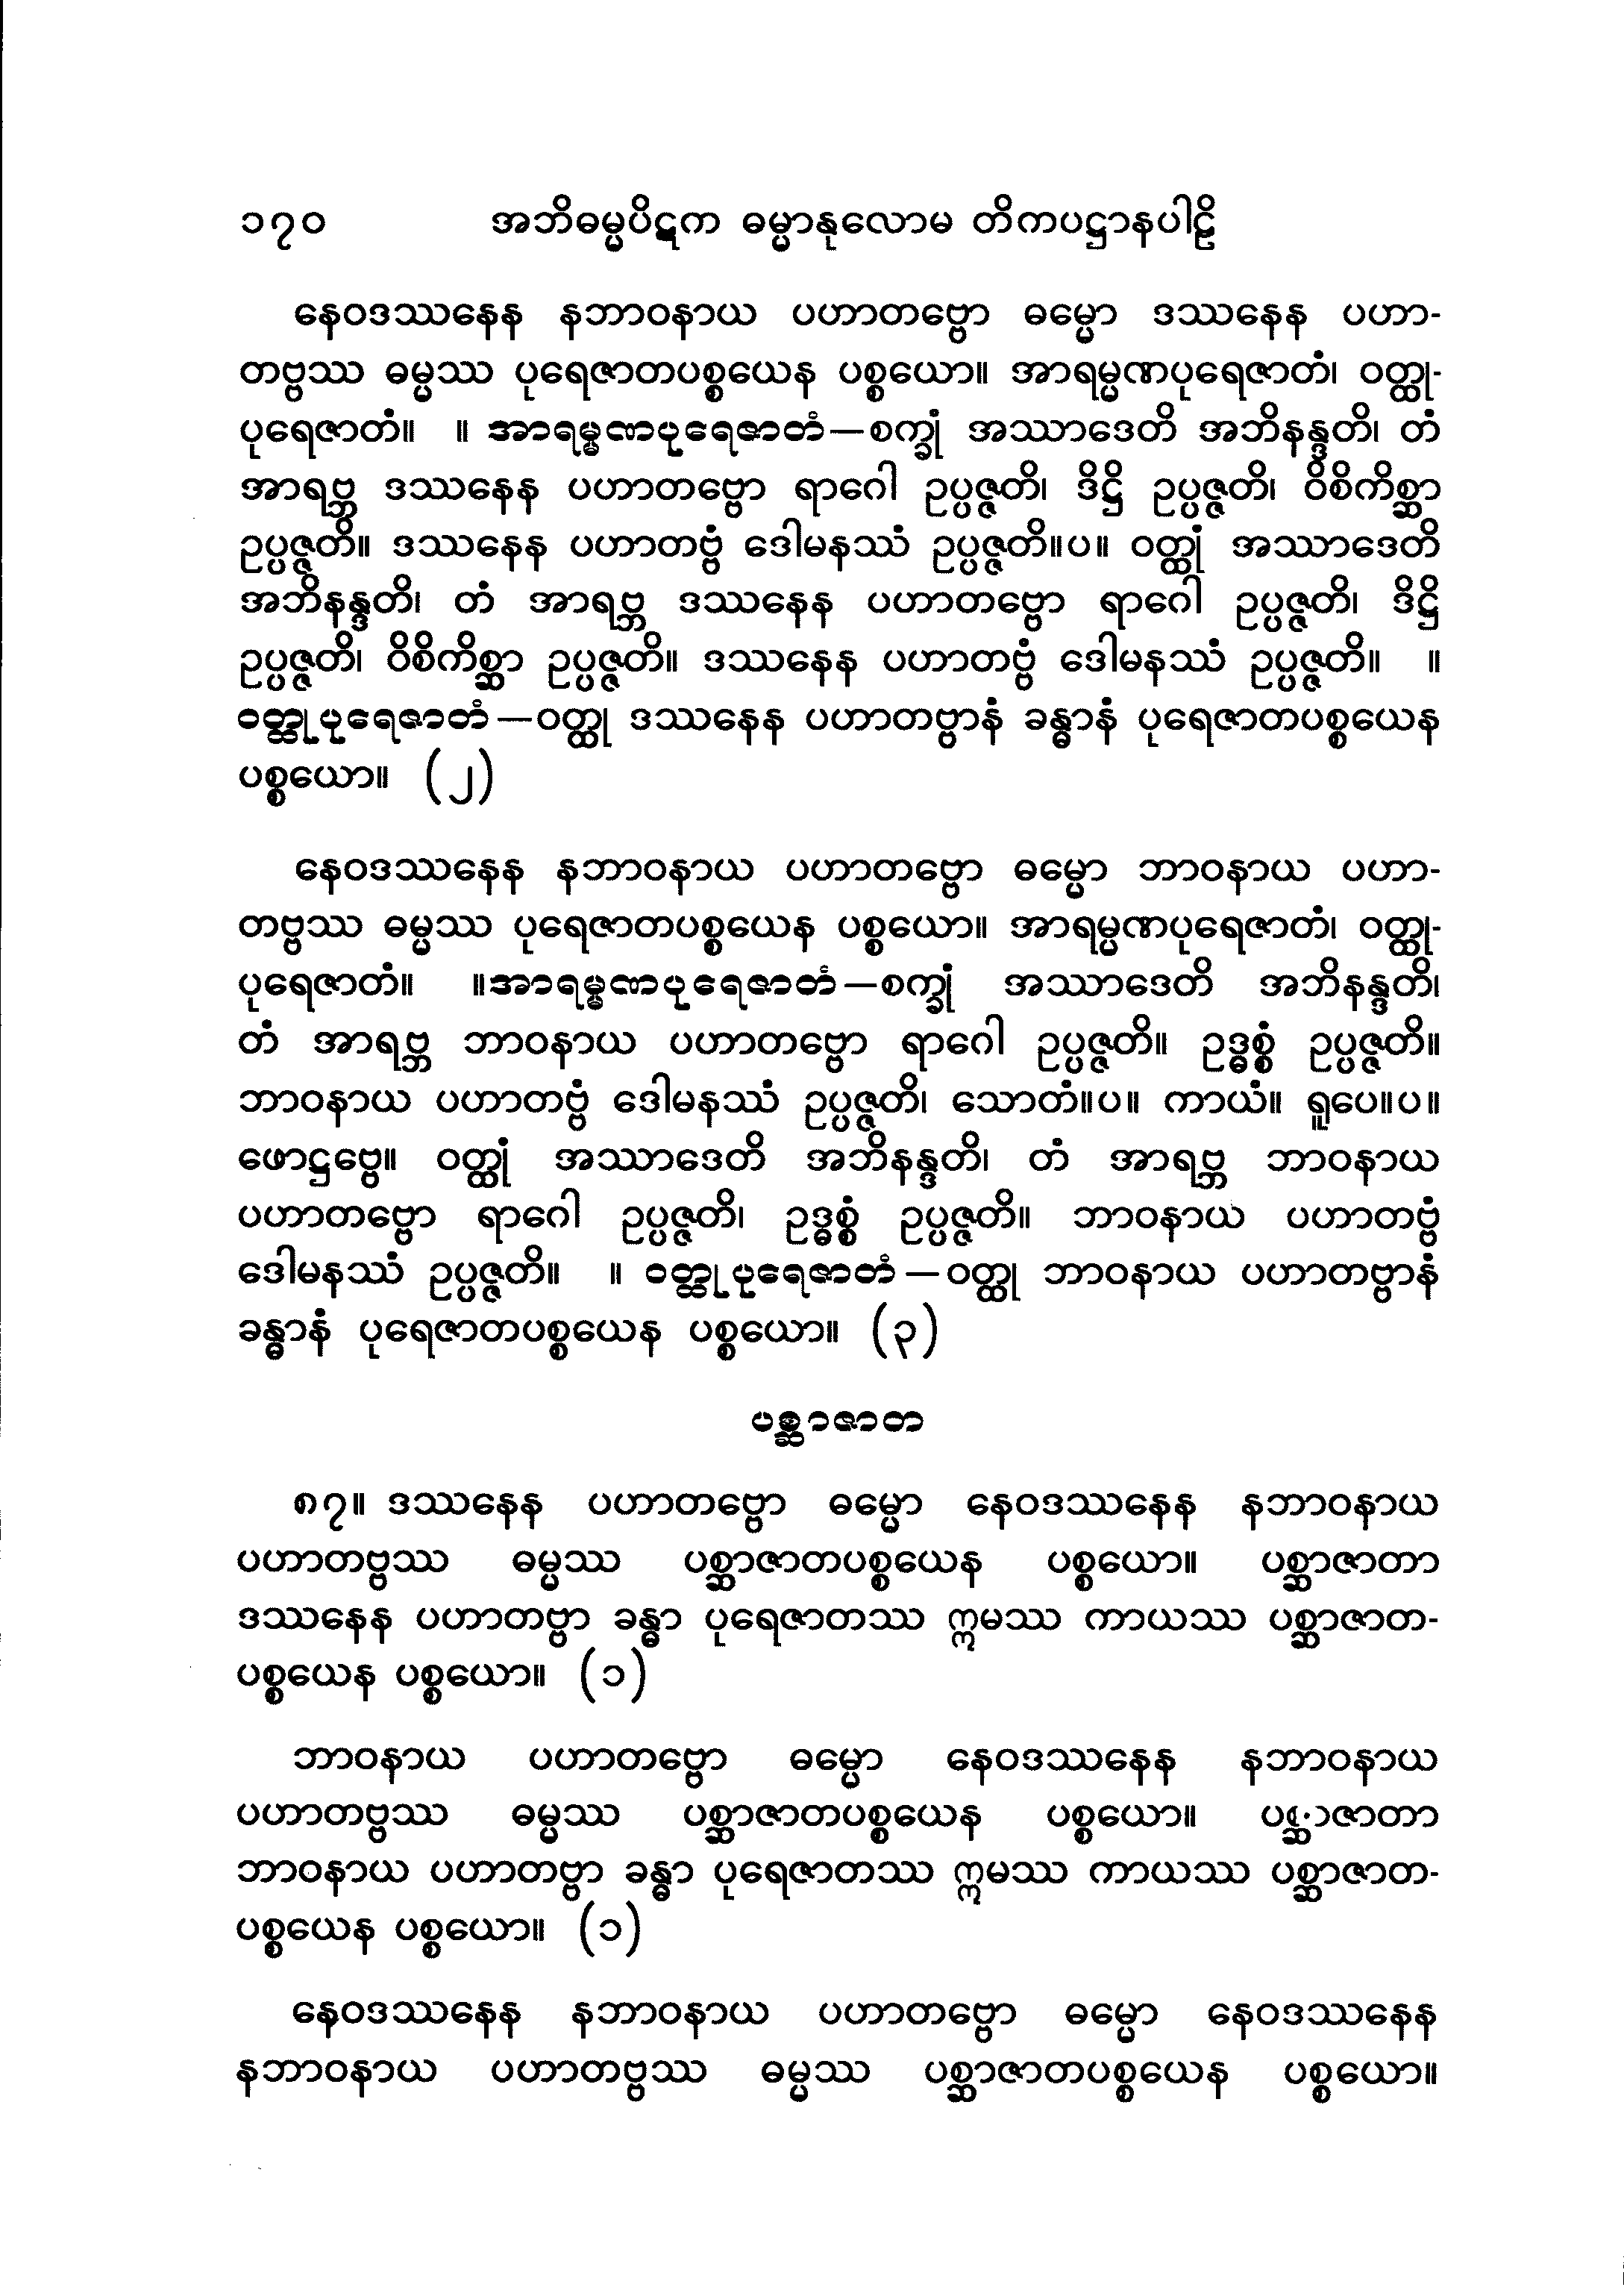 ၁၇၀ အဘိဓမ္မပိဋက ဓမ္မာနုလောမ တိကပဋ္ဌာနပါဠိ
နေဝဒဿနေန နဘာဝနာယ ပဟာတဗ္ဗော ဓမ္မော ဒဿနေန ပဟာ-
တဗ္ဗဿ ဓမ္မဿ ပုရေဇာတပစ္စယေန ပစ္စယော။ အာရမ္မဏပုရေဇာတံ၊ ဝတ္ထု-
ပုရေဇာတံ။ ။ အာရမ္မဏပုရေဇာတံ—စက္ခုံ အဿာဒေတိ အဘိနန္ဒတိ၊ တံ
အာရဗ္ဘ ဒဿနေန ပဟာတဗ္ဗော ရာဂေါ ဥပ္ပဇ္ဇတိ၊ ဒိဋ္ဌိ ဥပ္ပဇ္ဇတိ၊ ဝိစိကိစ္ဆာ
ဥပ္ပဇ္ဇတိ။ ဒဿနေန ပဟာတဗ္ဗံ ဒေါမနဿံ ဥပ္ပဇ္ဇတိ။ပ။ ဝတ္ထုံ အဿာဒေတိ
အဘိနန္ဒတိ၊ တံ အာရဗ္ဘ ဒဿနေန ပဟာတဗ္ဗော ရာဂေါ ဥပ္ပဇ္ဇတိ၊ ဒိဋ္ဌိ
ဥပ္ပဇ္ဇတိ၊ ဝိစိကိစ္ဆာ ဥပ္ပဇ္ဇတိ။ ဒဿနေန ပဟာတဗ္ဗံ ဒေါမနဿံ ဥပ္ပဇ္ဇတိ။ ။
ဝတ္ထုပုရေဇာတံ—ဝတ္ထု ဒဿနေန ပဟာတဗ္ဗာနံ ခန္ဓာနံ ပုရေဇာတပစ္စယေန
ပစ္စယော။ (၂)
နေဝဒဿနေန နဘာဝနာယ ပဟာတဗ္ဗော ဓမ္မော ဘာဝနာယ ပဟာ-
တဗ္ဗဿ ဓမ္မဿ ပုရေဇာတပစ္စယေန ပစ္စယော။ အာရမ္မဏပုရေဇာတံ၊ ဝတ္ထု-
ပုရေဇာတံ။ ။အာရမ္မဏပုရေဇာတံ—စက္ခုံ အဿာဒေတိ အဘိနန္ဒတိ၊
တံ အာရဗ္ဘ ဘာဝနာယ ပဟာတဗ္ဗော ရာဂေါ ဥပ္ပဇ္ဇတိ။ ဥဒ္ဓစ္စံ ဥပ္ပဇ္ဇတိ။
ဘာဝနာယ ပဟာတဗ္ဗံ ဒေါမနဿံ ဥပ္ပဇ္ဇတိ၊ သောတံ။ပ။ ကာယံ။ ရူပေ။ပ။
ဖောဋ္ဌဗ္ဗေ။ ဝတ္ထုံ အဿာဒေတိ အဘိနန္ဒတိ၊ တံ အာရဗ္ဘ ဘာဝနာယ
ပဟာတဗ္ဗော ရာဂေါ ဥပ္ပဇ္ဇတိ၊ ဥဒ္ဓစ္စံ ဥပ္ပဇ္ဇတိ။ ဘာဝနာယ ပဟာတဗ္ဗံ
ဒေါမနဿံ ဥပ္ပဇ္ဇတိ။ ။ ဝတ္ထုပုရေဇာတံ—ဝတ္ထု ဘာဝနာယ ပဟာတဗ္ဗာနံ
ခန္ဓာနံ ပုရေဇာတပစ္စယေန ပစ္စယော။ (၃)
ပစ္ဆာဇာတ
၈၇။ ဒဿနေန ပဟာတဗ္ဗော ဓမ္မော နေဝဒဿနေန နဘာဝနာယ
ပဟာတဗ္ဗဿ ဓမ္မဿ ပစ္ဆာဇာတပစ္စယေန ပစ္စယော။ ပစ္ဆာဇာတာ
ဒဿနေန ပဟာတဗ္ဗာ ခန္ဓာ ပုရေဇာတဿ ဣမဿ ကာယဿ ပစ္ဆာဇာတ-
ပစ္စယေန ပစ္စယော။ (၁)
ဘာဝနာယ ပဟာတဗ္ဗော ဓမ္မော နေဝဒဿနေန နဘာဝနာယ
ပဟာတဗ္ဗဿ ဓမ္မဿ ပစ္ဆာဇာတပစ္စယေန ပစ္စယော။ ပစ္ဆာဇာတာ
ဘာဝနာယ ပဟာတဗ္ဗာ ခန္ဓာ ပုရေဇာတဿ ဣမဿ ကာယဿ ပစ္ဆာဇာတ-
ပစ္စယေန ပစ္စယော။ (၁)
နေဝဒဿနေန နဘာဝနာယ ပဟာတဗ္ဗော ဓမ္မော နေဝဒဿနေန
နဘာဝနာယ ပဟာတဗ္ဗဿ ဓမ္မဿ ပစ္ဆာဇာတပစ္စယေန ပစ္စယော။